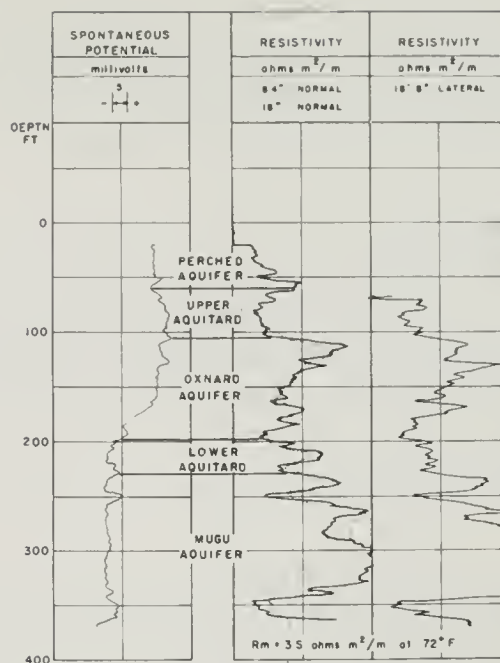 SPONTANEOUS
POTENTIAL
millivolts
5
- +
RESISTIVITY
ohms m²/m
64" NORMAL
16" NORMAL
RESISTIVITY
ohms m²/m
18' 8" LATERAL
DEPTH
FT
0
PERCHED
AQUIFER
UPPER
AQUITARD
100
OXNARD
AQUIFER
200
LOWER
AQUITARD
MUGU
AQUIFER
300
400
Rm = 3.5 ohms m²/m at 72° F